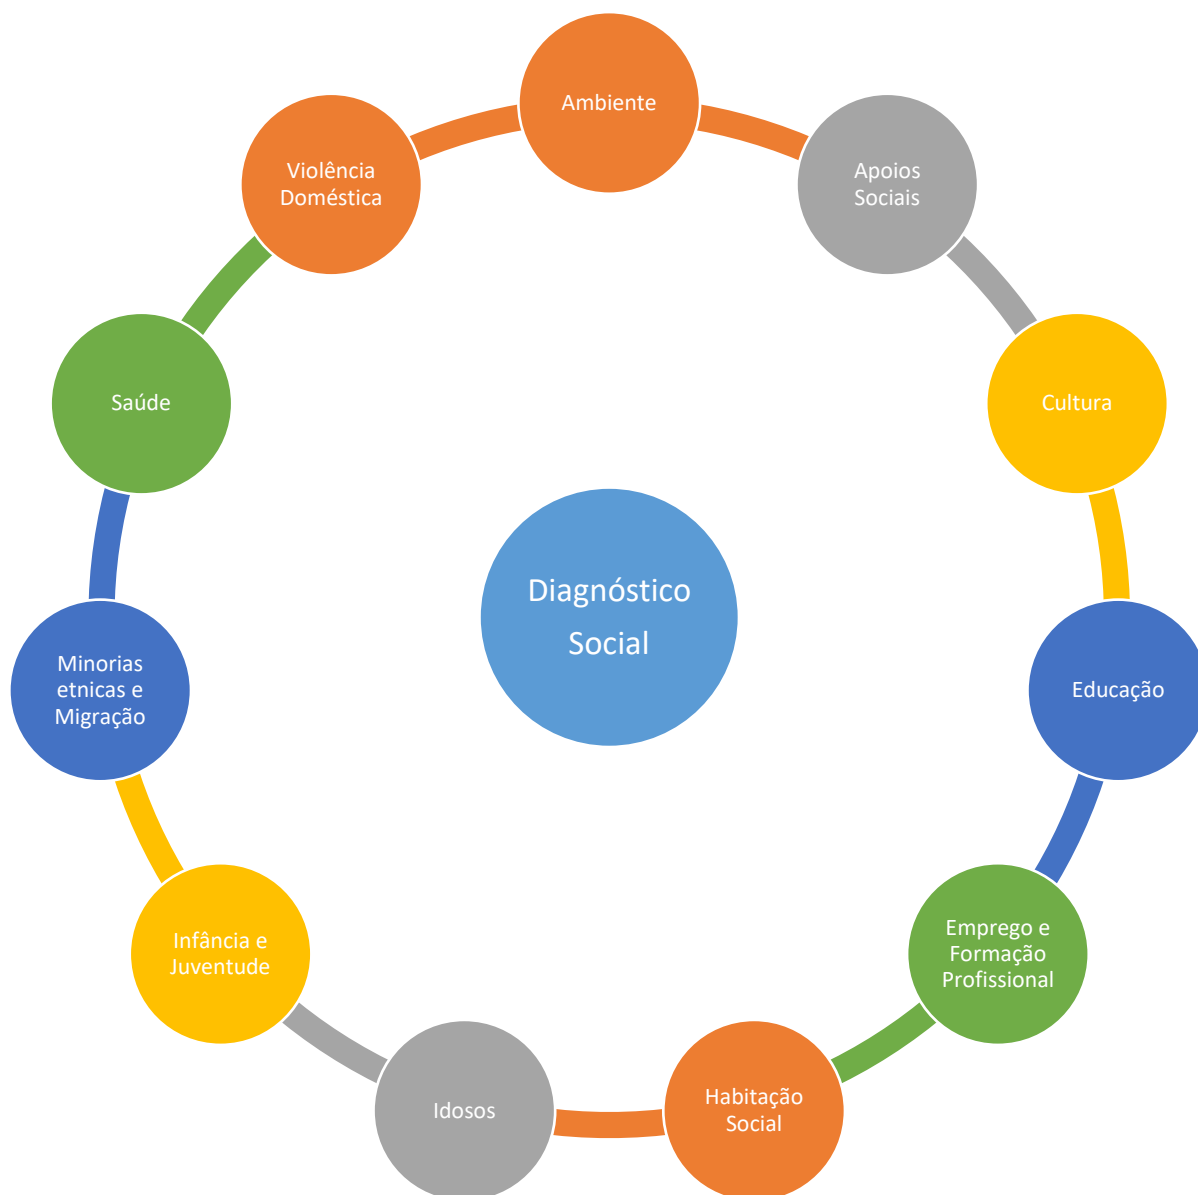 Ambiente
Apoios
Sociais
Cultura
Educação
Emprego e
Formação
Profissional
Habitação
Social
Idosos
Infância e
Juventude
Minorias
etnicas e
Migração
Saúde
Violência
Doméstica
Diagnóstico
Social